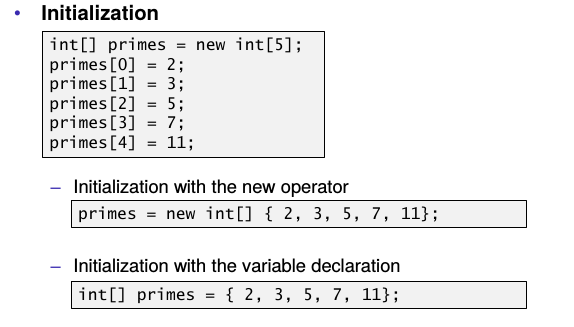 • Initialization
int[] primes = new int[5];
primes[0] = 2;
primes[1] = 3;
primes[2] = 5;
primes[3] = 7;
primes[4] = 11;
– Initialization with the new operator
primes = new int[] { 2, 3, 5, 7, 11};
– Initialization with the variable declaration
int[] primes = { 2, 3, 5, 7, 11};